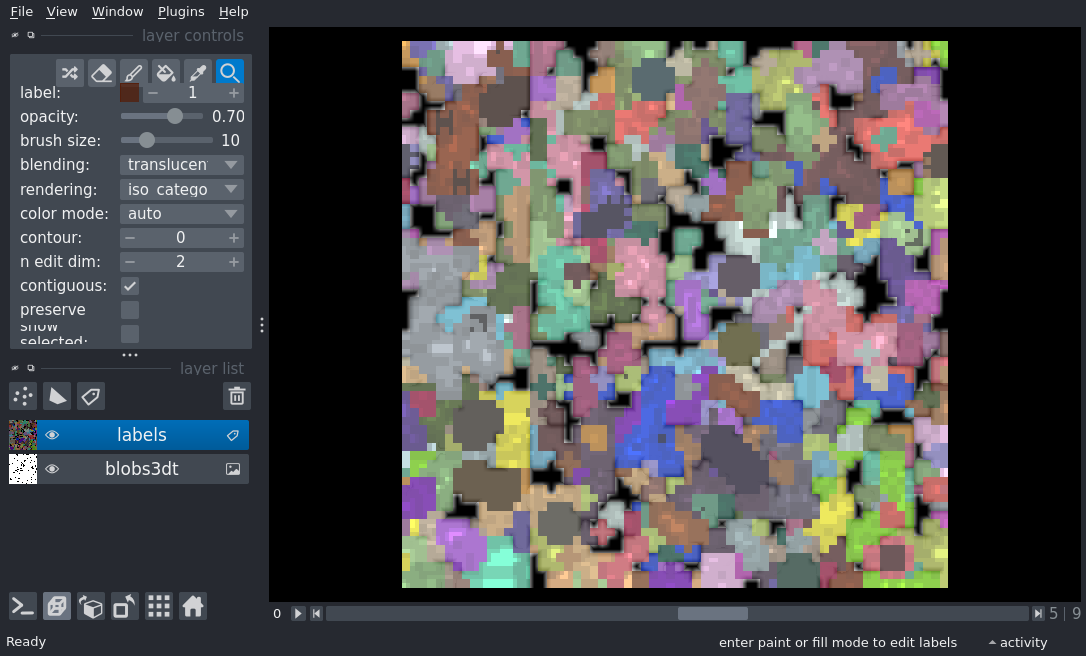 File View Window Plugins Help
layer controls
label: 1
opacity: 0.70
brush size: 10
blending: translucen
rendering: iso catego
color mode: auto
contour: 0
n edit dim: 2
contiguous:
preserve
show
selected:
layer list
labels
blobs3dt
0 5 | 9
Ready enter paint or fill mode to edit labels activity